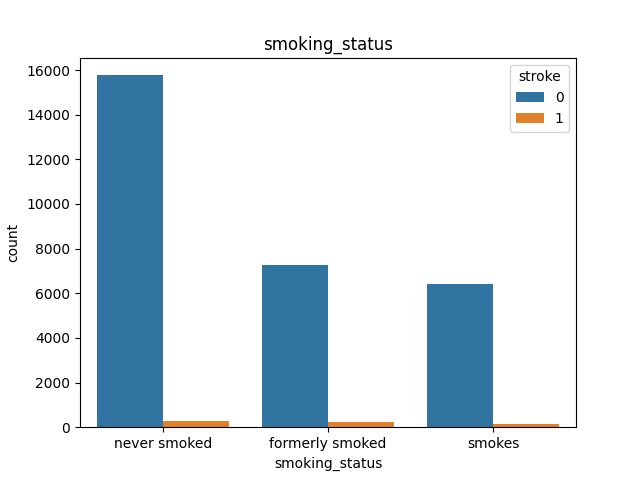 smoking_status
stroke
0
1
16000
14000
12000
10000
8000
6000
4000
2000
0
count
never smoked
formerly smoked
smokes
smoking_status